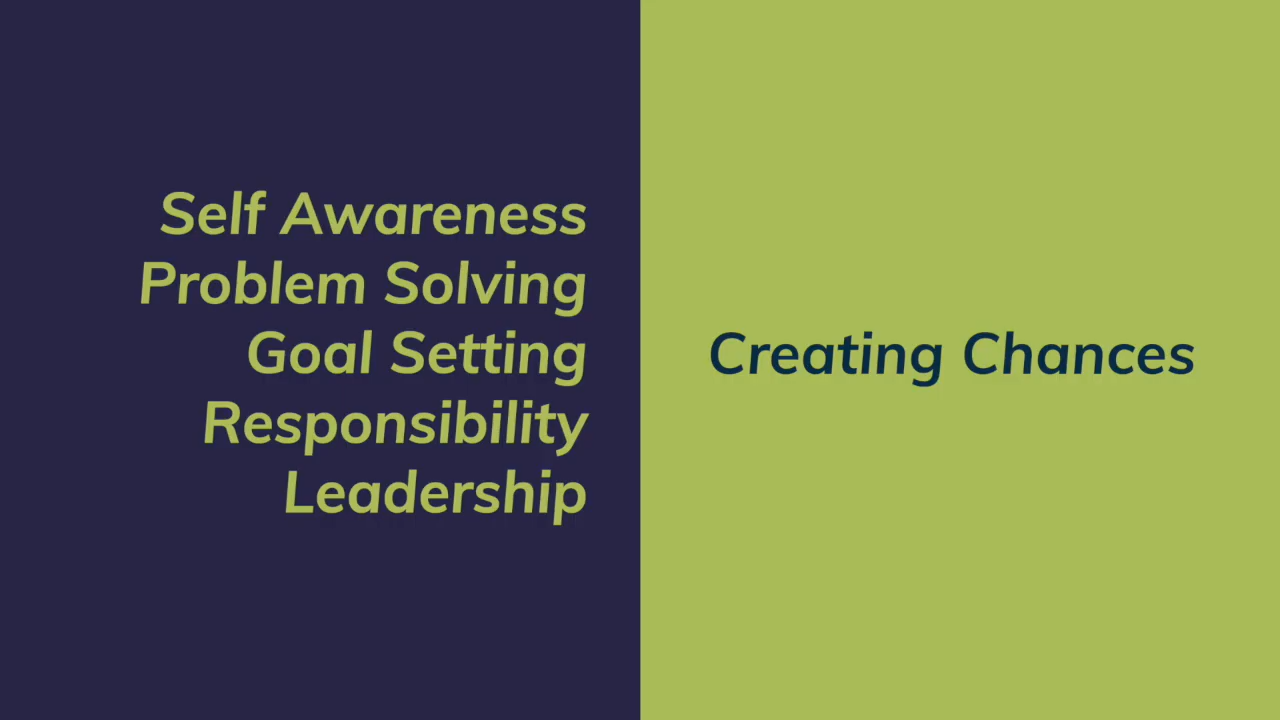 Self Awareness
Problem Solving
Goal Setting
Responsibility
Leadership
Creating Chances